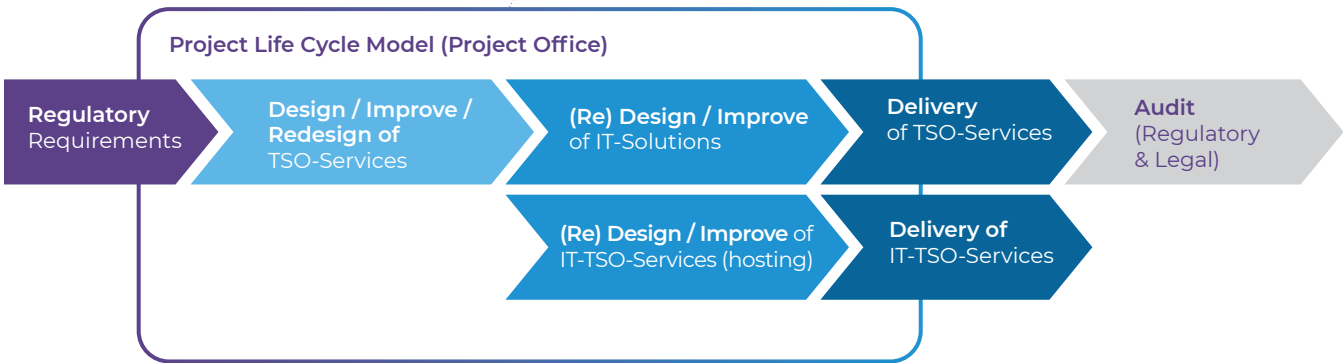 Project Life Cycle Model (Project Office)
Regulatory
Requirements
Design / Improve /
Redesign of
TSO-Services
(Re) Design / Improve
of IT-Solutions
Delivery
of TSO-Services
Audit
(Regulatory
& Legal)
(Re) Design / Improve of
IT-TSO-Services (hosting)
Delivery of
IT-TSO-Services